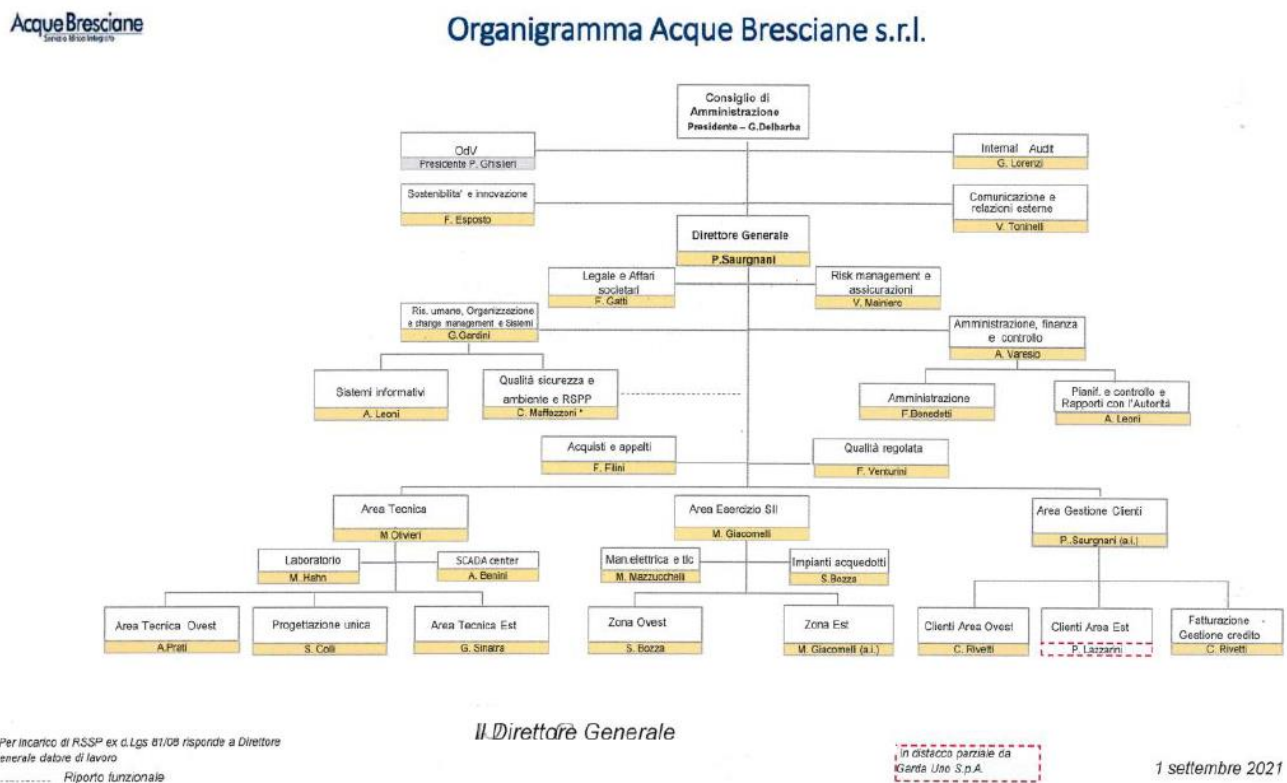 Acque Bresciane
Servizio Idrico Integrato
Organigramma Acque Bresciane s.r.l.
Consiglio di
Amministrazione
Presidente – G.Delbarba
OdV
Presidente P. Ghisleri
Internal Audit
G. Lorenzi
Sostenibilita' e innovazione
F. Esposto
Comunicazione e
relazioni esterne
V. Toninelli
Direttore Generale
P.Saurgnani
Legale e Affari
societari
F. Gatti
Risk management e
assicurazioni
V. Mainiero
Ris. umane, Organizzazione
e change management e Sistemi
G.Gardini
Amministrazione, finanza
e controllo
A. Varesio
Sistemi informativi
A. Leoni
Qualità sicurezza e
ambiente e RSPP
C. Maffezzoni *
Amministrazione
F.Benedetti
Pianif. e controllo e
Rapporti con l'Autorità
A. Leoni
Acquisti e appalti
F. Filini
Qualità regolata
F. Venturini
Area Tecnica
M Olivieri
Area Esercizio SII
M. Giacomelli
Area Gestione Clienti
P..Saurgnani (a.i.)
Laboratorio
M. Hahn
SCADA center
A. Benini
Man.elettrica e tlc
M. Mazzucchelli
Impianti acquedotti
S.Bozza
Area Tecnica Ovest
A.Prati
Progettazione unica
S. Colli
Area Tecnica Est
G. Sinatra
Zona Ovest
S. Bozza
Zona Est
M. Giacomelli (a.i.)
Clienti Area Ovest
C. Rivetti
Clienti Area Est
P. Lazzarini
Fatturazione -
Gestione credito
C. Rivetti
Per incarico di RSSP ex d.Lgs 81/08 risponde a Direttore
enerale datore di lavoro
Riporto funzionale
Il Direttore Generale
in distacco parziale da
Garda Uno S.p.A.
1 settembre 2021